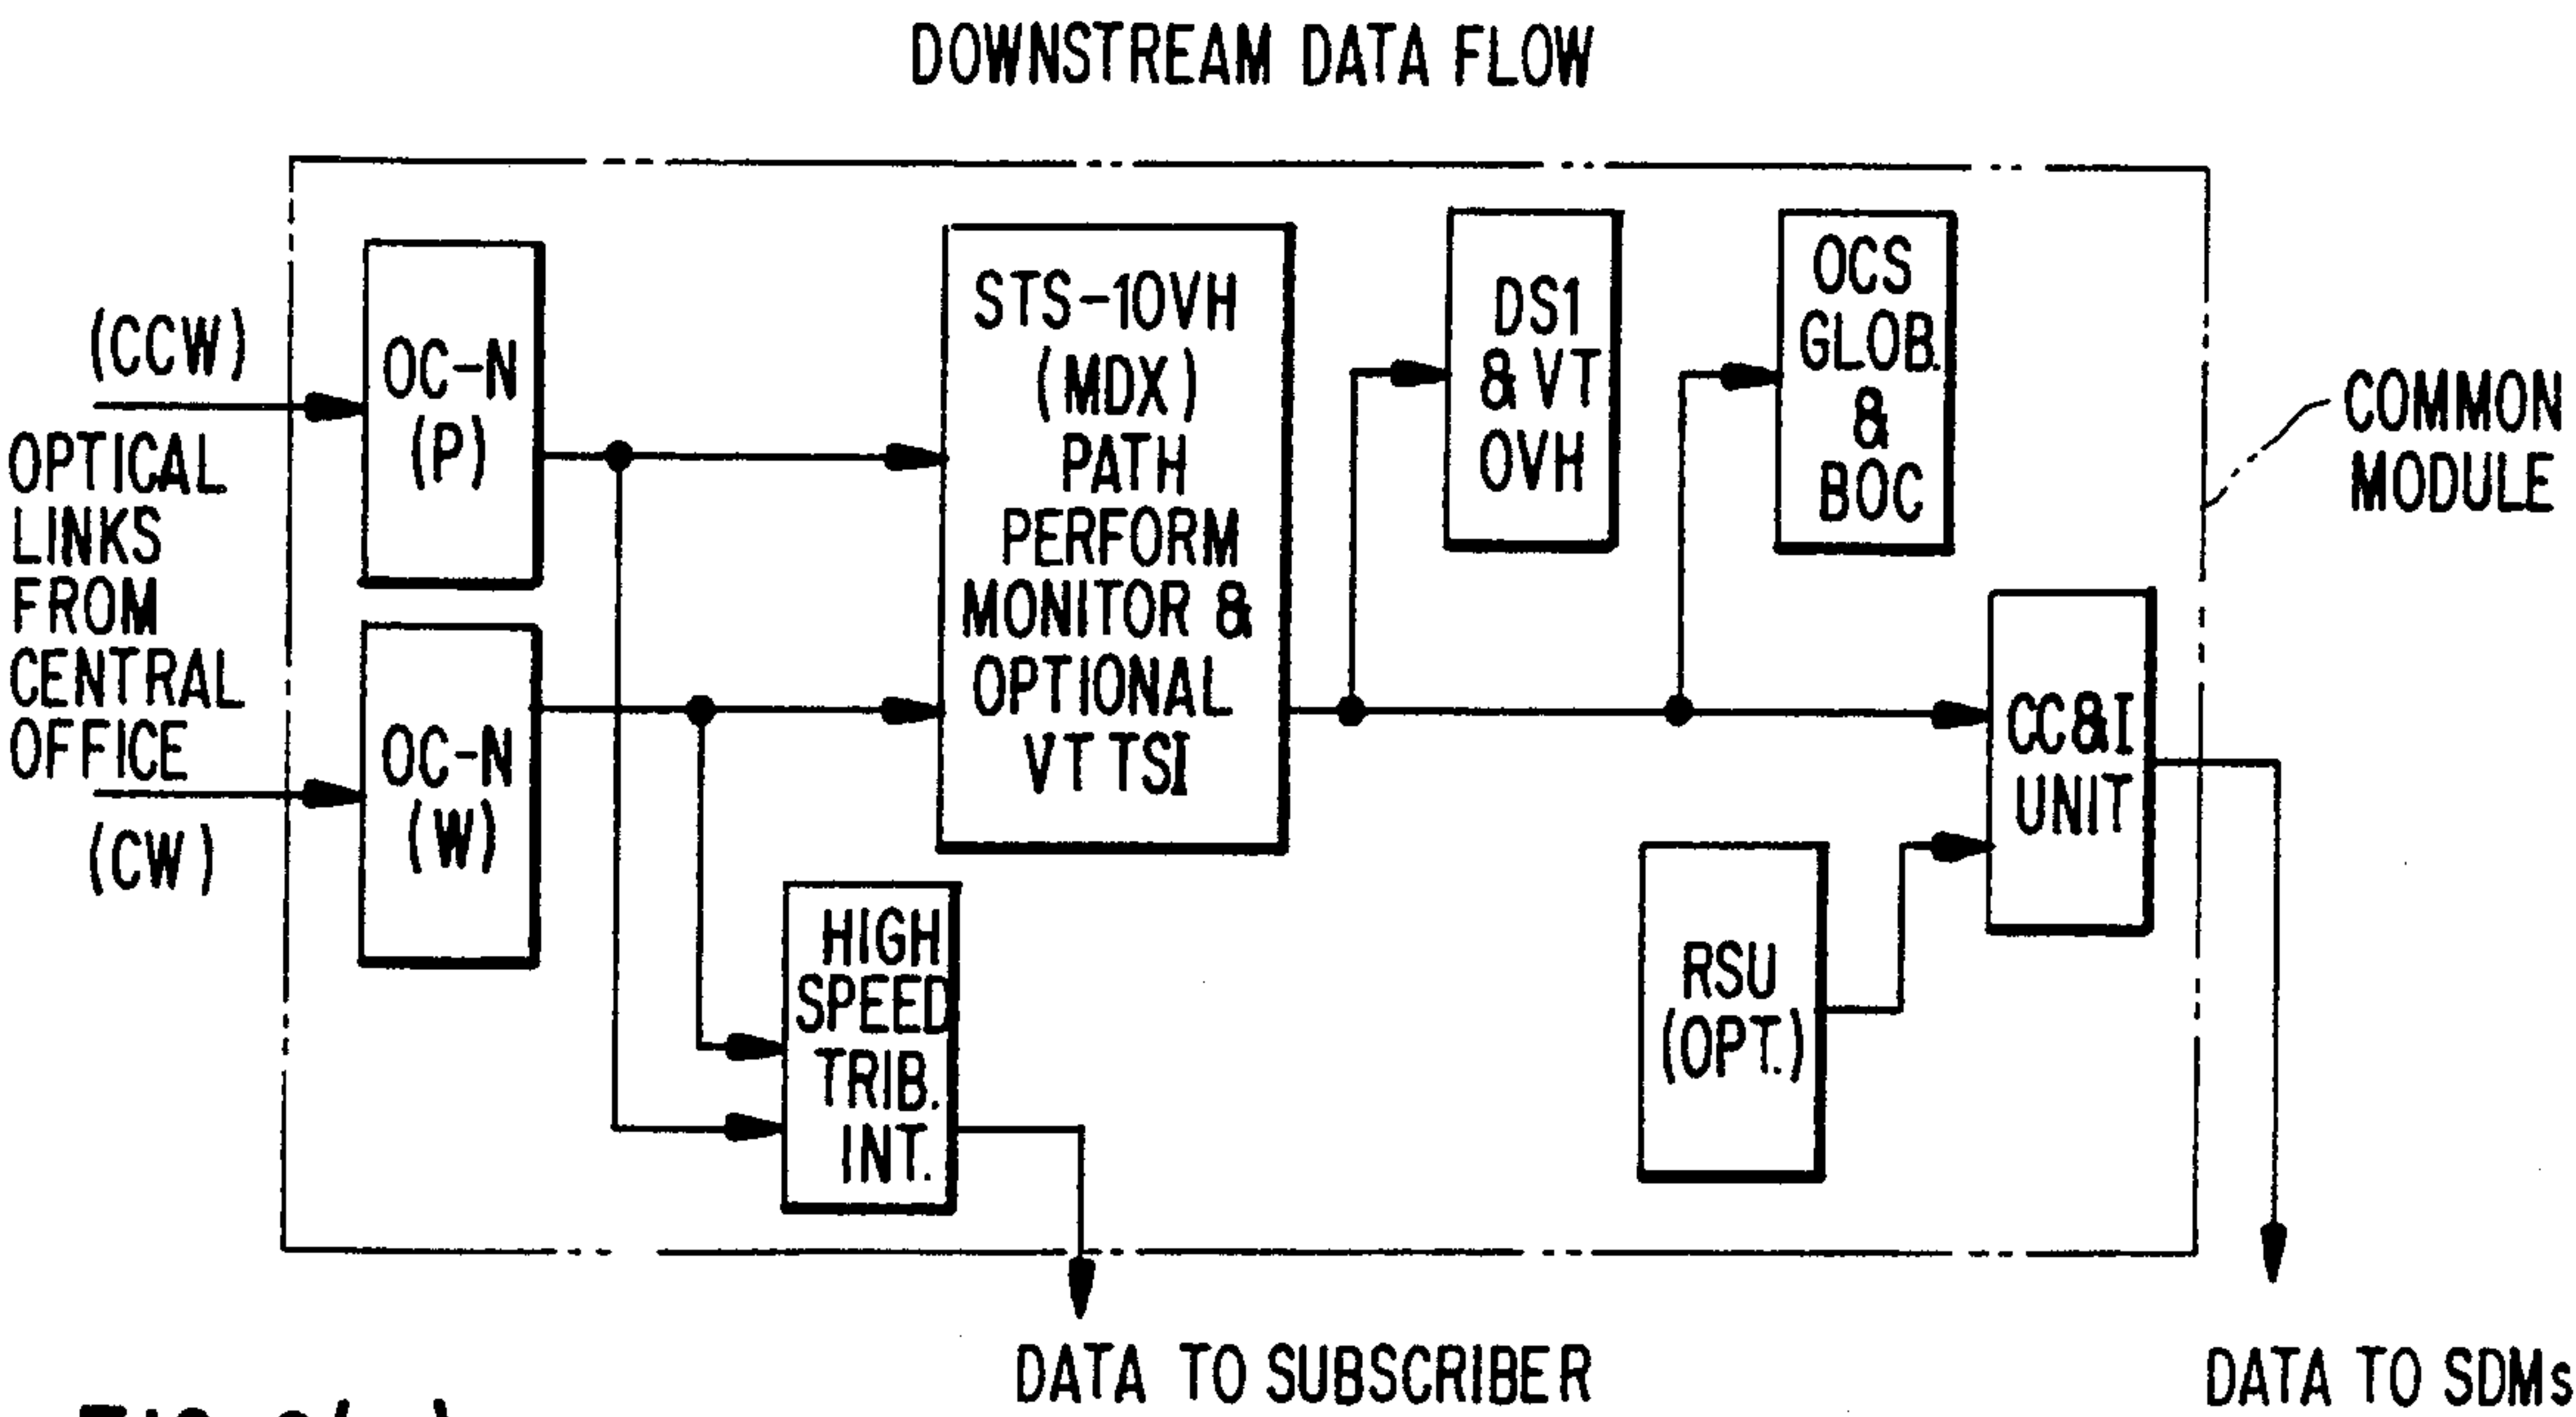 DOWNSTREAM DATA FLOW
(CCW)
OPTICAL
LINKS
FROM
CENTRAL
OFFICE
(CW)
OC-N
(P)
OC-N
(W)
STS-10VH
(MDX)
PATH
PERFORM
MONITOR &
OPTIONAL
VT TSI
HIGH
SPEED
TRIB.
INT.
DS1
& VT
OVH
OCS
GLOB.
&
BOC
CC&I
UNIT
RSU
(OPT.)
COMMON
MODULE
DATA TO SUBSCRIBER
DATA TO SDMs